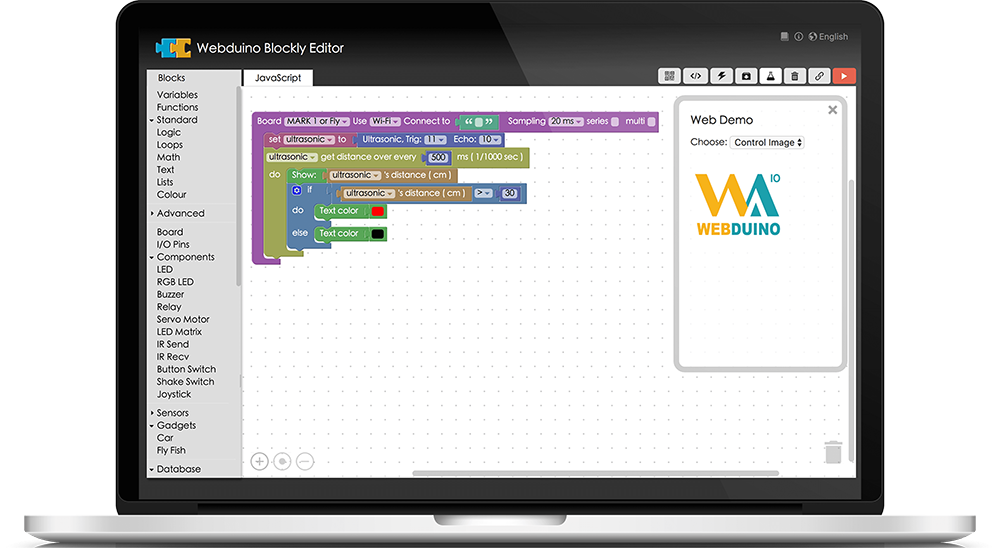 Webduino Blockly Editor
English
Blocks
JavaScript
Variables
Functions
Standard
Logic
Loops
Math
Text
Lists
Colour
Advanced
Board
I/O Pins
Components
LED
RGB LED
Buzzer
Relay
Servo Motor
LED Matrix
IR Send
IR Recv
Button Switch
Shake Switch
Joystick
Sensors
Gadgets
Car
Fly Fish
Database
Board MARK 1 or Fly Use Wi-Fi Connect to “ ” Sampling 20 ms series multi
set ultrasonic to Ultrasonic, Trig: 11 Echo: 10
ultrasonic get distance over every 500 ms ( 1/1000 sec )
do Show: ultrasonic 's distance ( cm )
if ultrasonic 's distance ( cm ) > 30
do Text color
else Text color
Web Demo
Choose: Control Image
IO
WEBDUINO